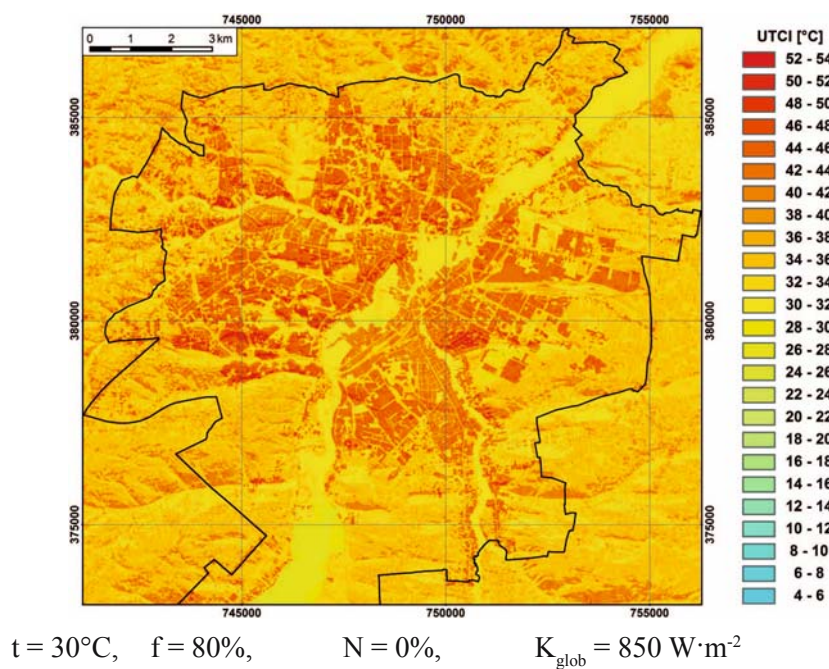 745000 750000 755000
0 1 2 3 km
385000 385000
380000 380000
375000 375000
745000 750000 755000
UTCI [°C]
52 - 54
50 - 52
48 - 50
46 - 48
44 - 46
42 - 44
40 - 42
38 - 40
36 - 38
34 - 36
32 - 34
30 - 32
28 - 30
26 - 28
24 - 26
22 - 24
20 - 22
18 - 20
16 - 18
14 - 16
12 - 14
10 - 12
8 - 10
6 - 8
4 - 6
t = 30°C, f = 80%, N = 0%, K_glob = 850 W·m⁻²